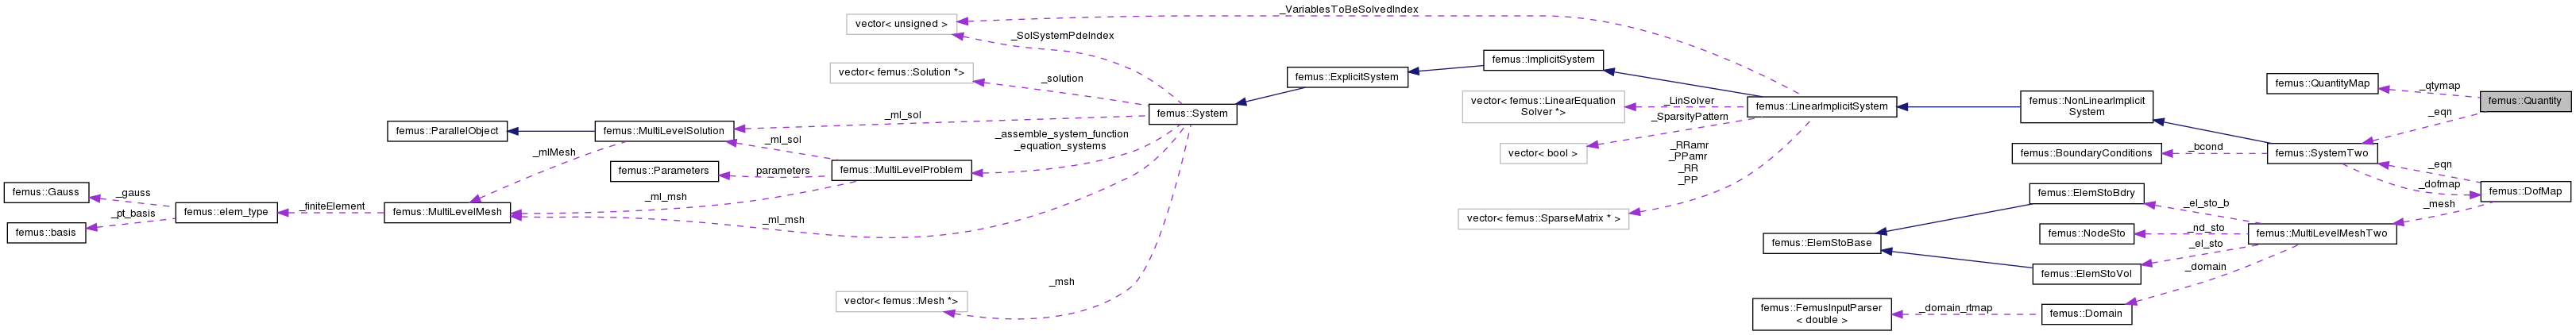 _VariablesToBeSolvedIndex
vector< unsigned >
_SolSystemPdeIndex
vector< femus::Solution *>
_solution
femus::ExplicitSystem
femus::ImplicitSystem
femus::System
_ml_sol
femus::ParallelObject
femus::MultiLevelSolution
_assemble_system_function
_equation_systems
_ml_sol
_mlMesh
femus::Parameters
parameters
femus::MultiLevelProblem
_ml_msh
_ml_msh
femus::Gauss
_gauss
femus::basis
_pt_basis
femus::elem_type
_finiteElement
femus::MultiLevelMesh
_msh
vector< femus::Mesh *>
vector< femus::LinearEquation
Solver *>
_LinSolver
_SparsityPattern
vector< bool >
_RRamr
_PPamr
_RR
_PP
vector< femus::SparseMatrix * >
femus::LinearImplicitSystem
femus::NonLinearImplicit
System
femus::QuantityMap
_qtymap
femus::Quantity
_eqn
femus::BoundaryConditions
_bcond
femus::SystemTwo
_eqn
_dofmap
femus::DofMap
_mesh
femus::ElemStoBdry
_el_sto_b
femus::NodeSto
_nd_sto
femus::MultiLevelMeshTwo
_el_sto
femus::ElemStoBase
femus::ElemStoVol
_domain
femus::FemusInputParser
< double >
_domain_rtmap
femus::Domain